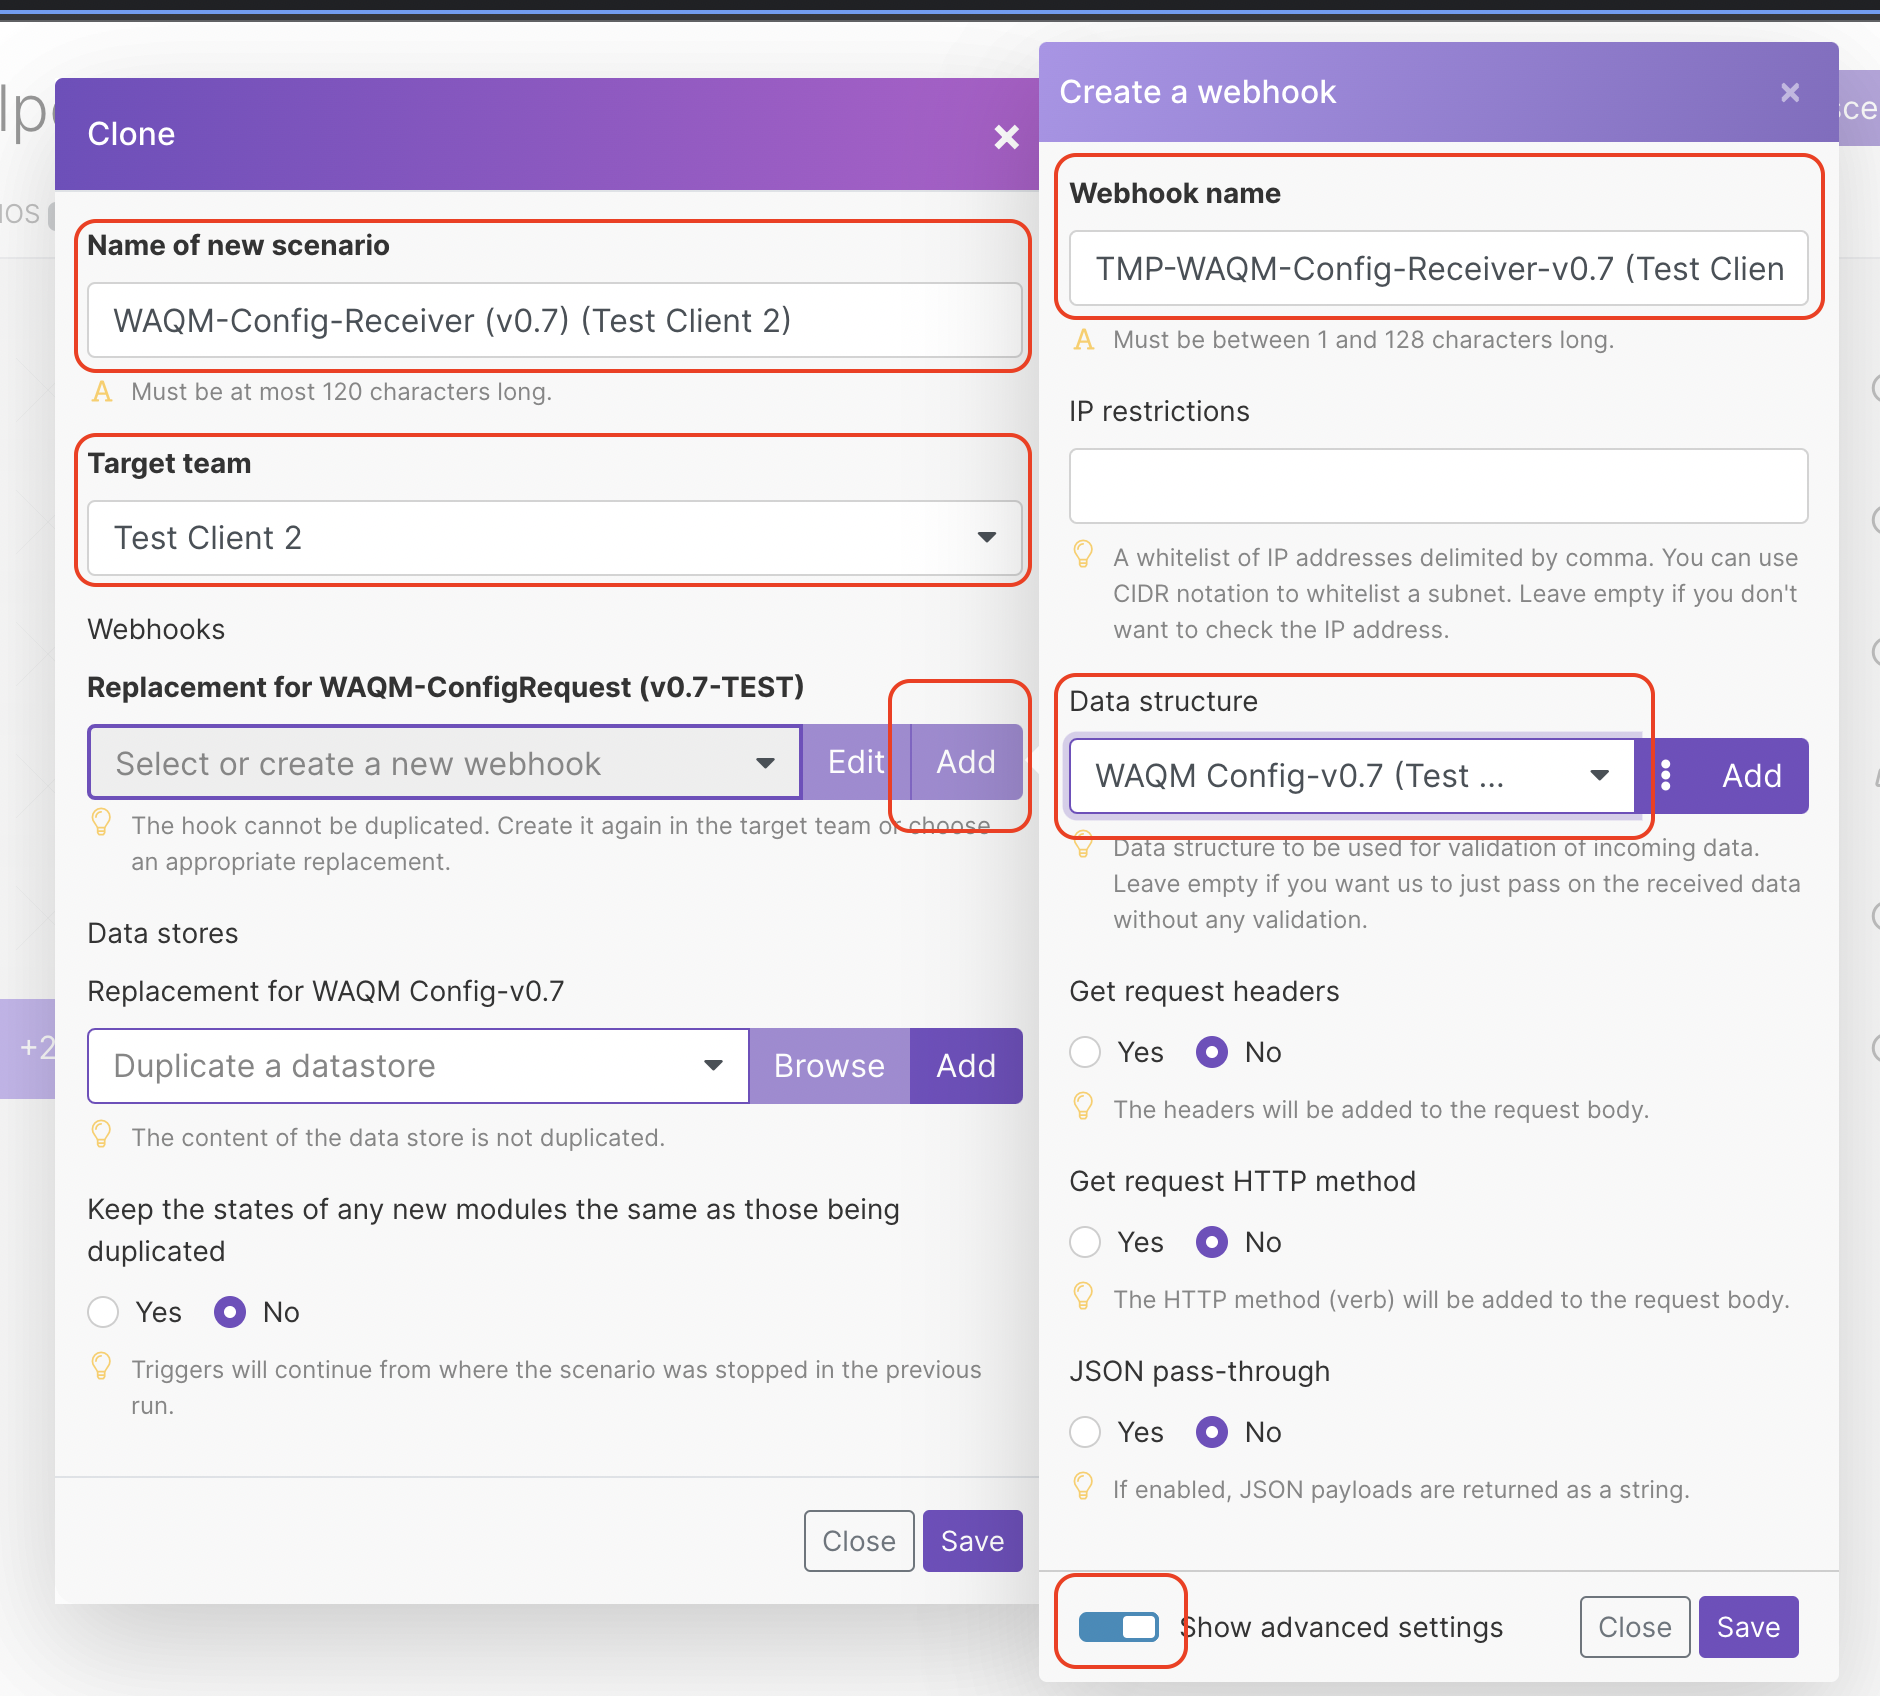 Clone
Name of new scenario
WAQM-Config-Receiver (v0.7) (Test Client 2)
Must be at most 120 characters long.
Target team
Test Client 2
Webhooks
Replacement for WAQM-ConfigRequest (v0.7-TEST)
Select or create a new webhook
Edit
Add
The hook cannot be duplicated. Create it again in the target team or choose
an appropriate replacement.
Data stores
Replacement for WAQM Config-v0.7
Duplicate a datastore
Browse
Add
The content of the data store is not duplicated.
Keep the states of any new modules the same as those being
duplicated
Yes
No
Triggers will continue from where the scenario was stopped in the previous
run.
Close
Save
+2
Create a webhook
Webhook name
TMP-WAQM-Config-Receiver-v0.7 (Test Clien
Must be between 1 and 128 characters long.
IP restrictions
A whitelist of IP addresses delimited by comma. You can use
CIDR notation to whitelist a subnet. Leave empty if you don't
want to check the IP address.
Data structure
WAQM Config-v0.7 (Test ...
Add
Data structure to be used for validation of incoming data.
Leave empty if you want us to just pass on the received data
without any validation.
Get request headers
Yes
No
The headers will be added to the request body.
Get request HTTP method
Yes
No
The HTTP method (verb) will be added to the request body.
JSON pass-through
Yes
No
If enabled, JSON payloads are returned as a string.
Show advanced settings
Close
Save